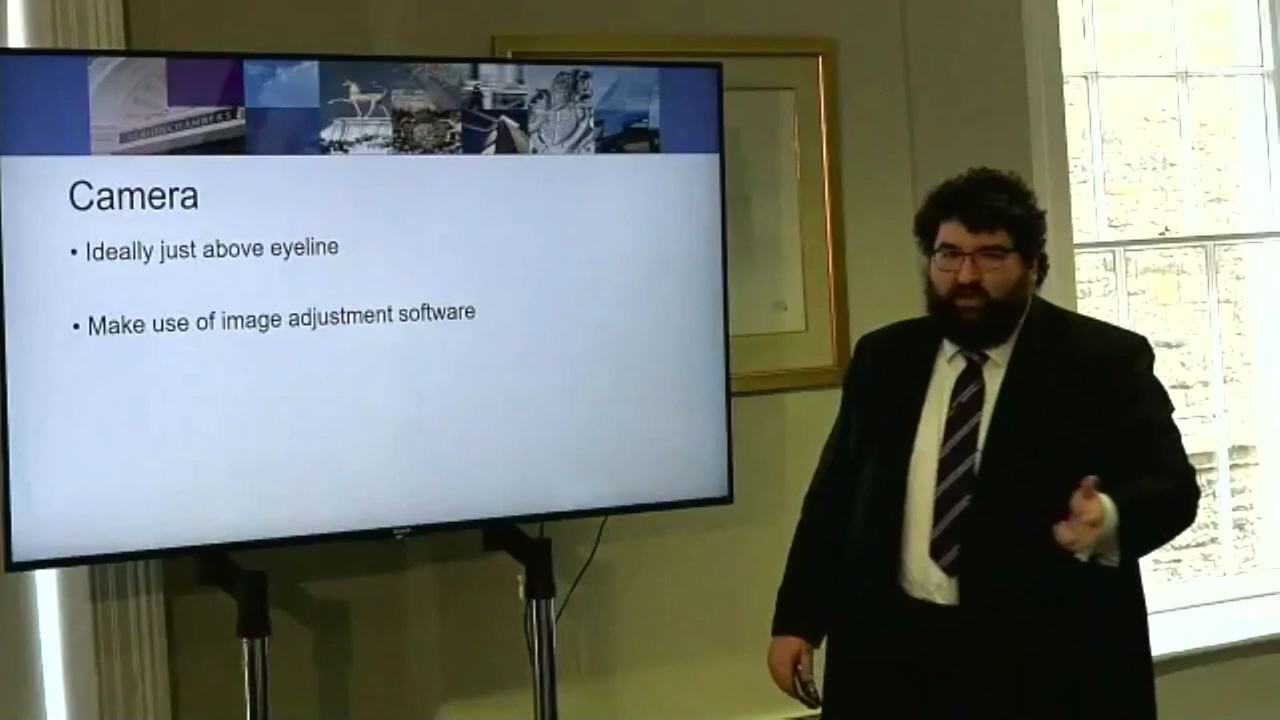 Camera
• Ideally just above eyeline
• Make use of image adjustment software